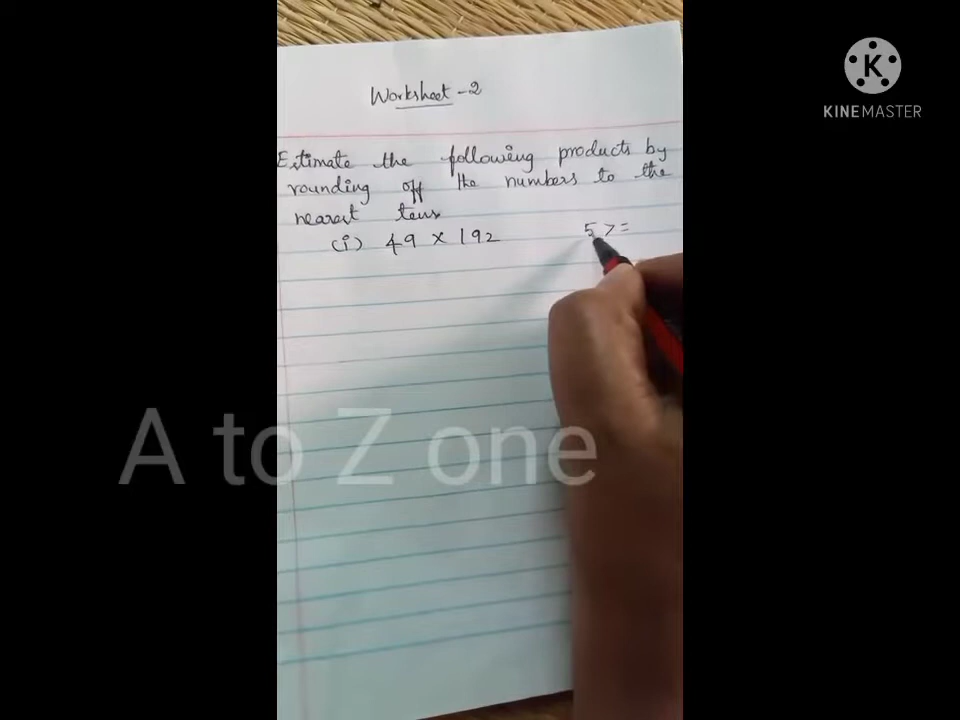 Worksheet -2
KINEMASTER
Estimate the following products by
rounding off the numbers to the
nearest tens
(i) 49 × 192 5 > =
A to Z one